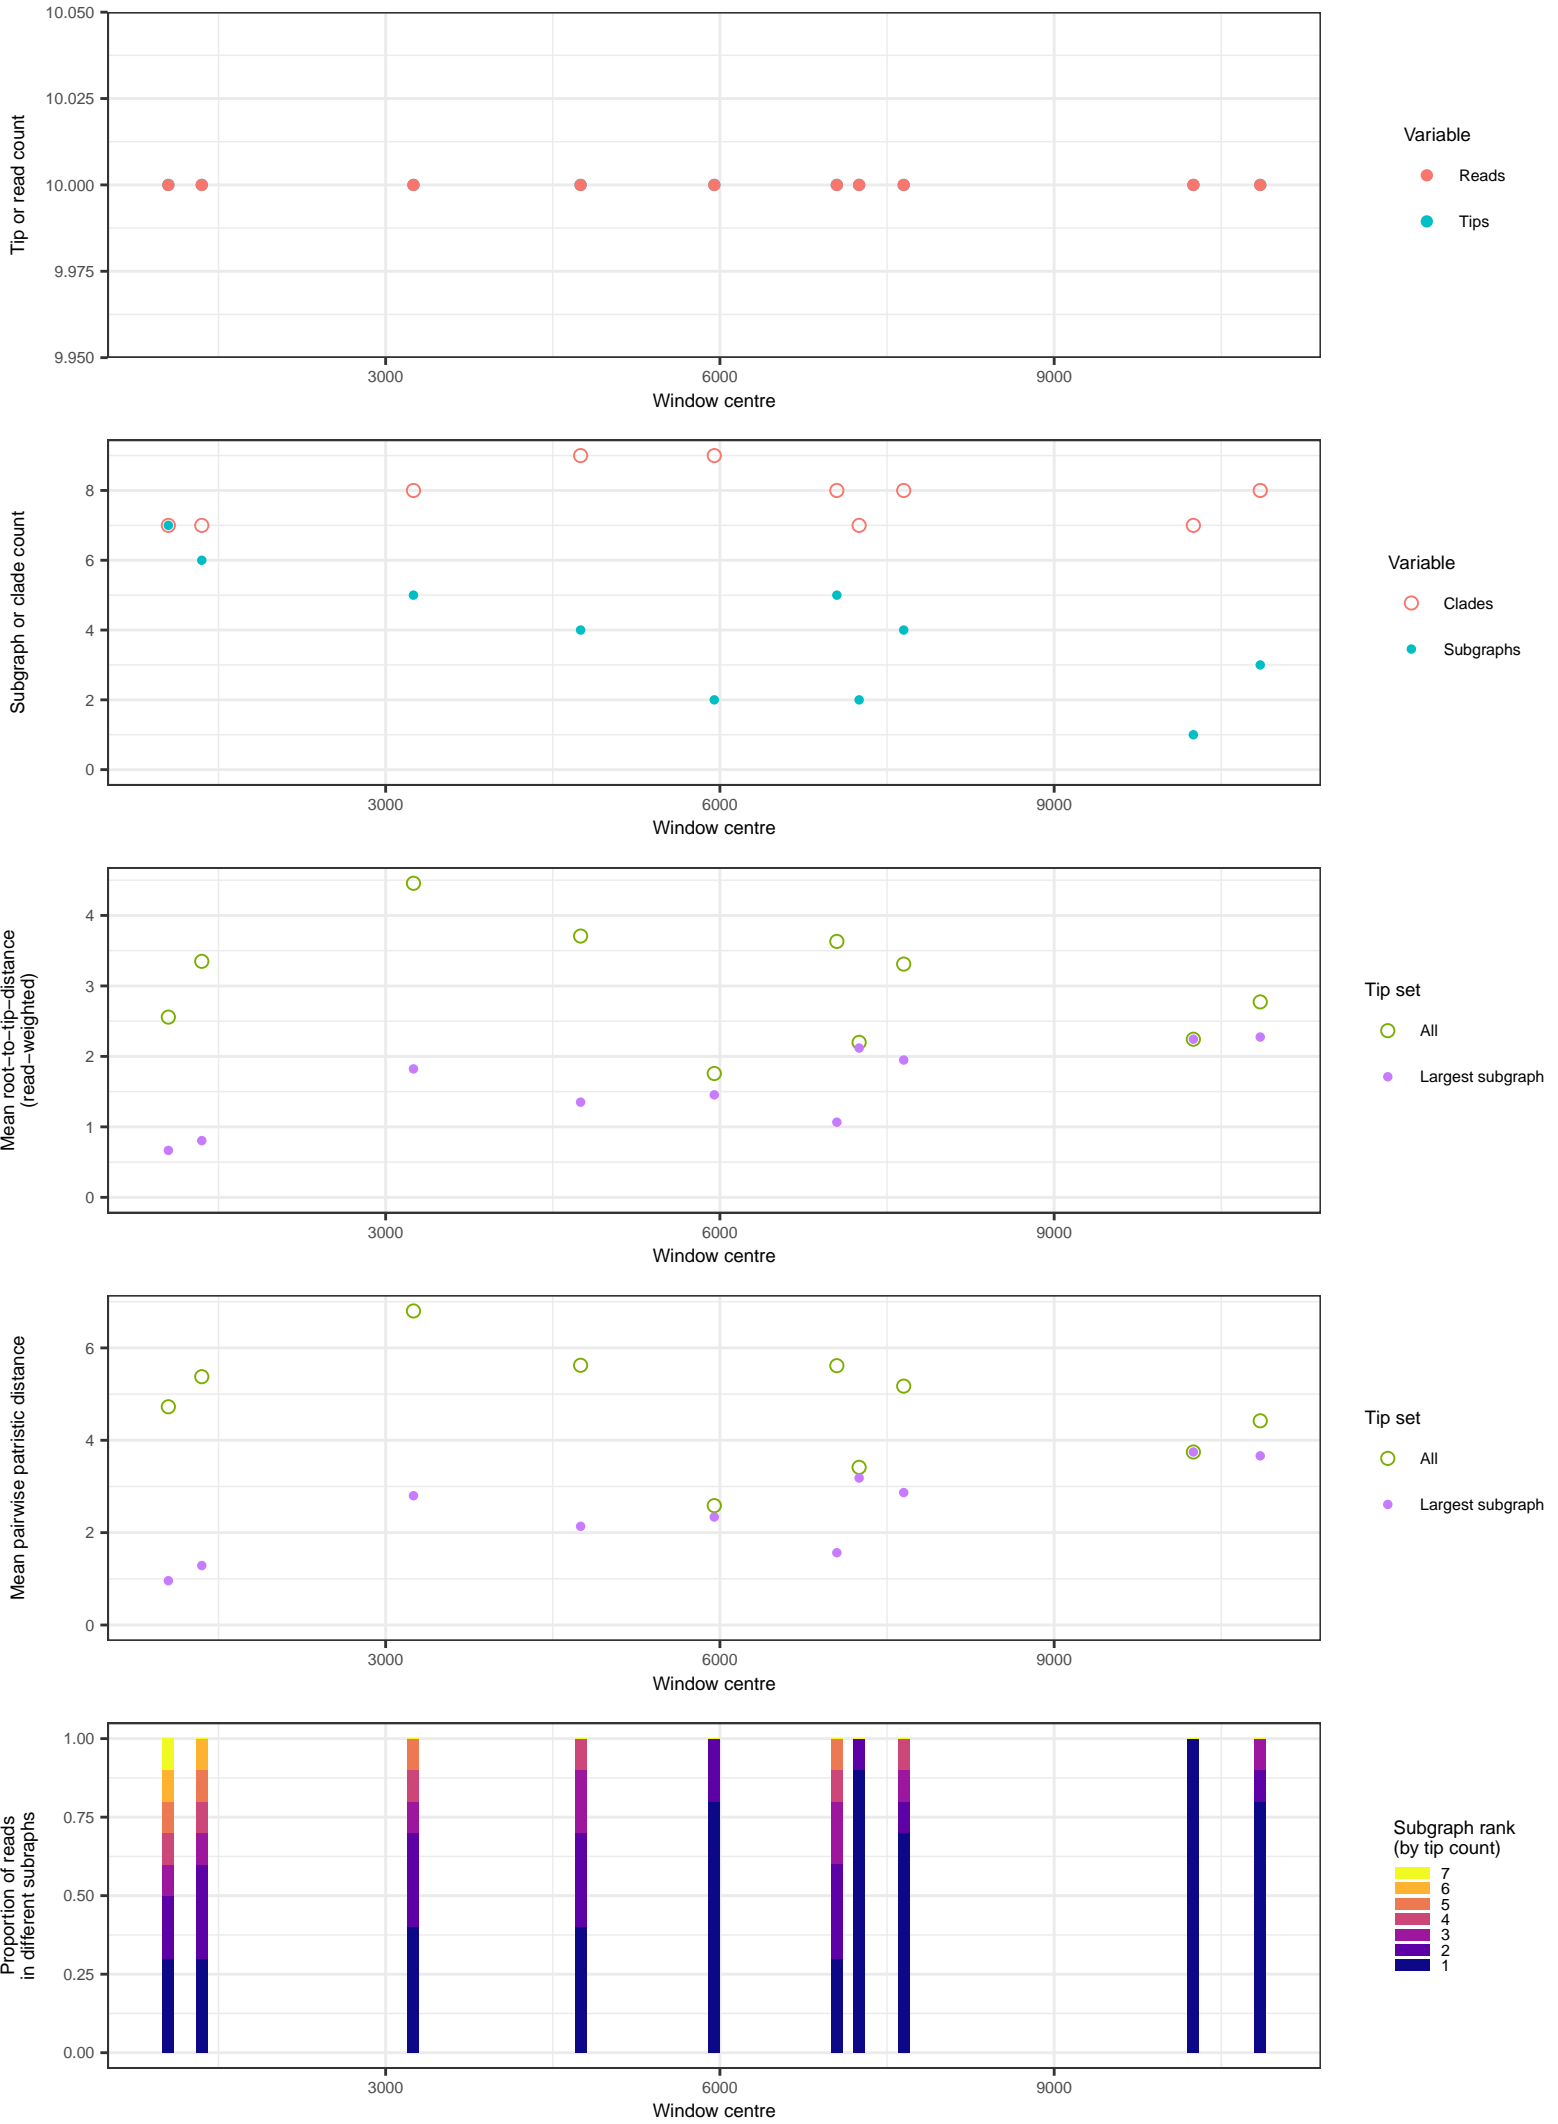 10.050
10.025
10.000
9.975
9.950
Tip or read count
3000 6000 9000
Window centre
Variable
Reads
Tips
8
6
4
2
0
Subgraph or clade count
3000 6000 9000
Window centre
Variable
Clades
Subgraphs
4
3
2
1
0
Mean root−to−tip−distance
(read−weighted)
3000 6000 9000
Window centre
Tip set
All
Largest subgraph
6
4
2
0
Mean pairwise patristic distance
3000 6000 9000
Window centre
Tip set
All
Largest subgraph
1.00
0.75
0.50
0.25
0.00
Proportion of reads
in different subraphs
3000 6000 9000
Window centre
Subgraph rank
(by tip count)
7
6
5
4
3
2
1